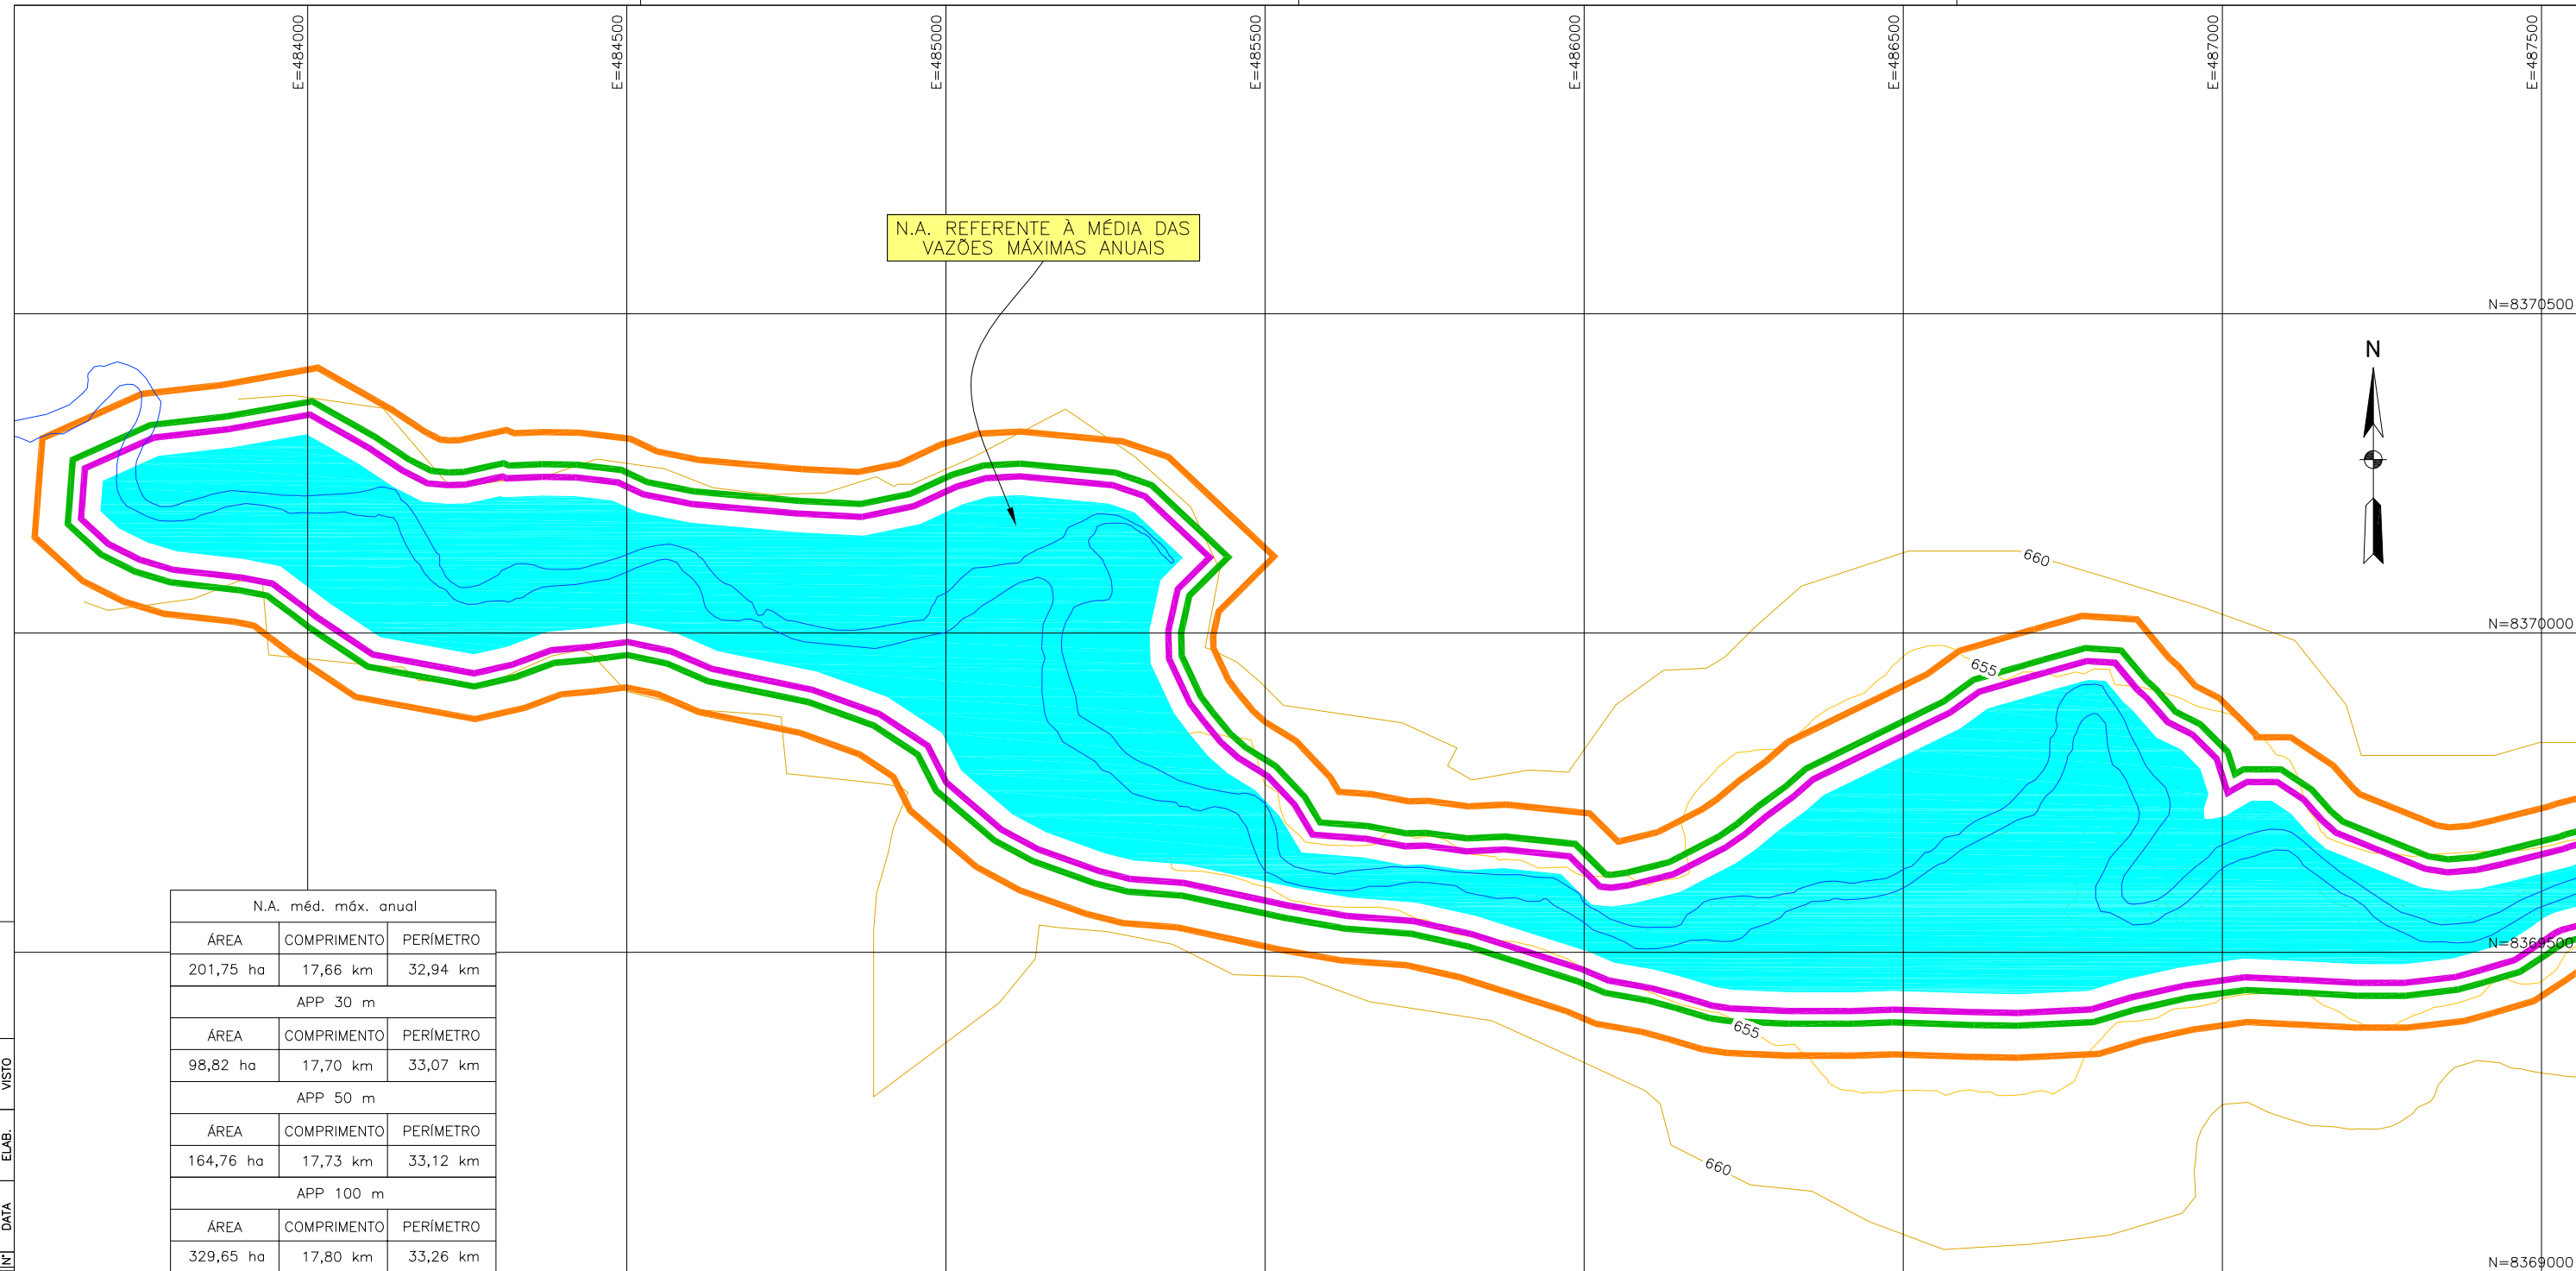 E=484000
E=484500
E=485000
E=485500
E=486000
E=486500
E=487000
E=487500
N.A. REFERENTE À MÉDIA DAS
VAZÕES MÁXIMAS ANUAIS
N=8370500
N
660
N=8370000
655
N=8369500
655
660
N=8369000
N.A. méd. máx. anual
ÁREA COMPRIMENTO PERÍMETRO
201,75 ha 17,66 km 32,94 km
APP 30 m
ÁREA COMPRIMENTO PERÍMETRO
98,82 ha 17,70 km 33,07 km
APP 50 m
ÁREA COMPRIMENTO PERÍMETRO
164,76 ha 17,73 km 33,12 km
APP 100 m
ÁREA COMPRIMENTO PERÍMETRO
329,65 ha 17,80 km 33,26 km
VISTO
ELAB.
DATA
N°